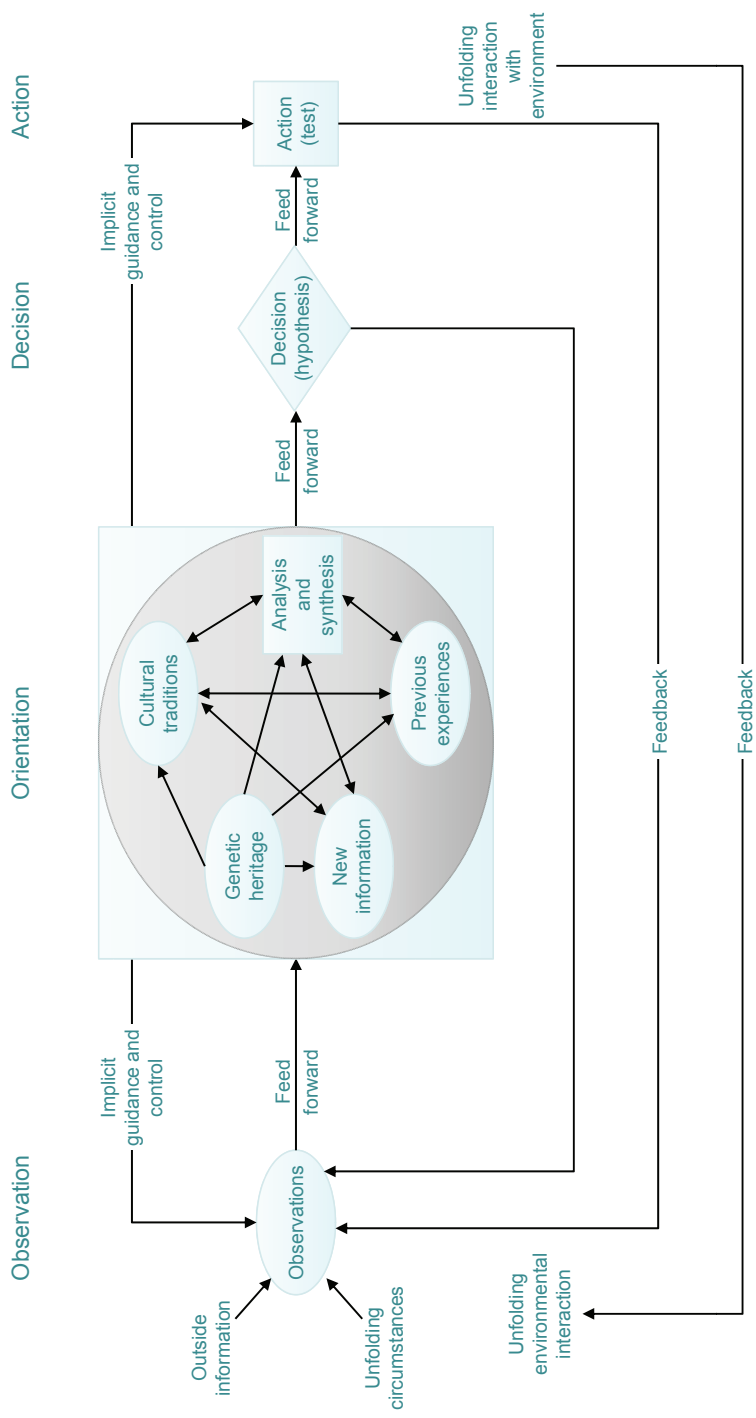 Observation
Orientation
Decision
Action
Implicit
guidance and
control
Implicit
guidance and
control
Outside
information
Unfolding
circumstances
Observations
Feed
forward
Genetic
heritage
New
information
Cultural
traditions
Previous
experiences
Analysis
and
synthesis
Feed
forward
Decision
(hypothesis)
Feed
forward
Action
(test)
Unfolding
interaction
with
environment
Unfolding
environmental
interaction
Feedback
Feedback